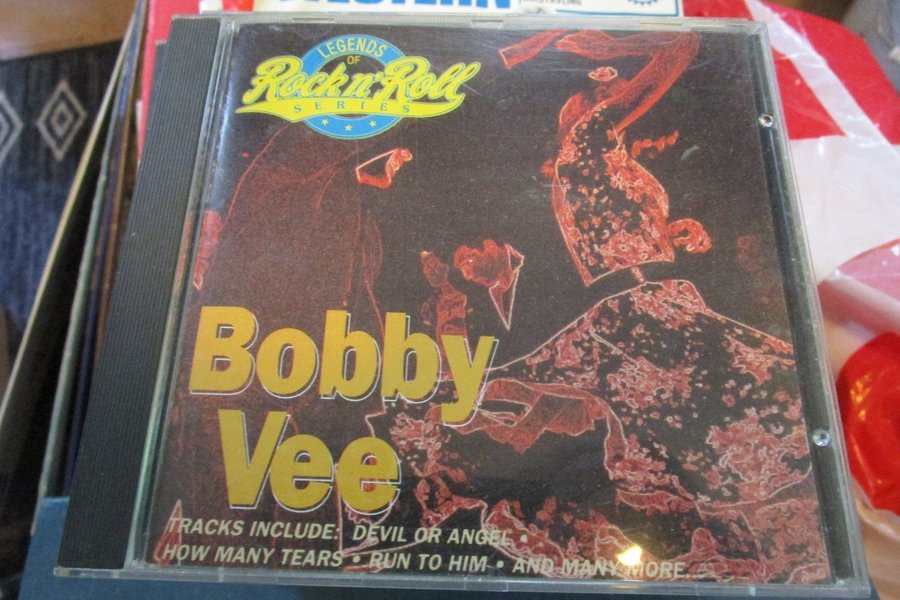 WESTERN
LEGENDS
OF
Rock n' Roll
SERIES
Bobby
Vee
TRACKS INCLUDE: DEVIL OR ANGEL •
HOW MANY TEARS • RUN TO HIM • AND MANY MORE...